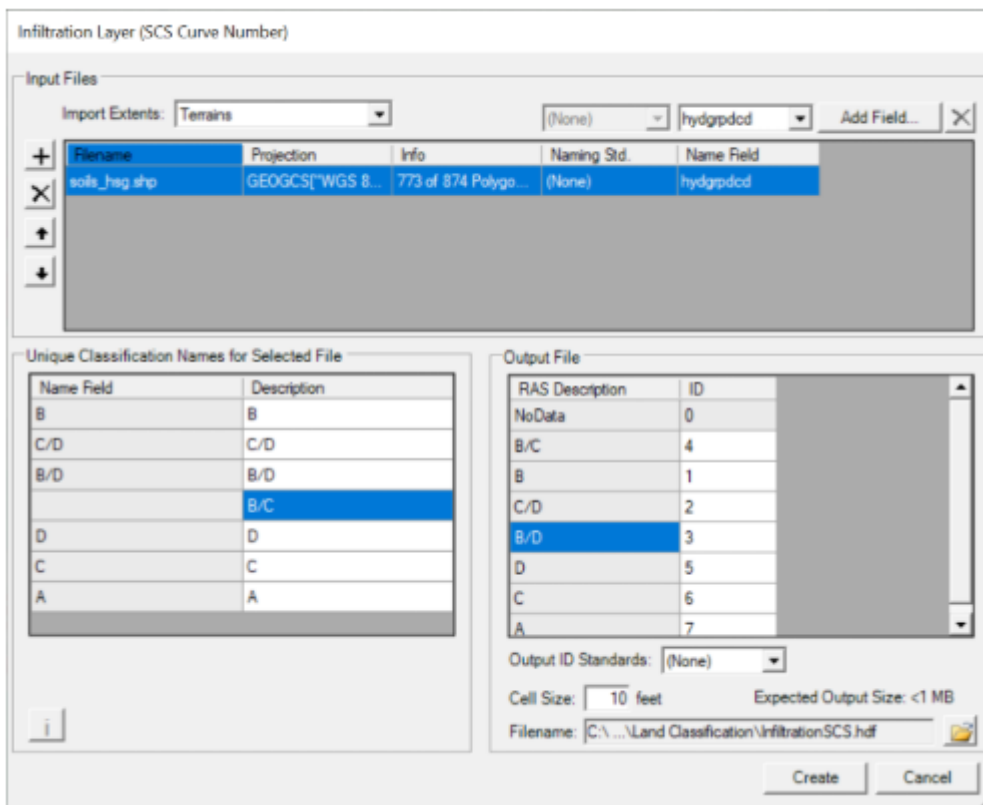 Infiltration Layer (SCS Curve Number)
Input Files
Import Extents: Terrains (None) hydgrpdcd Add Field...
Filename Projection Info Naming Std. Name Field
soils_hsg.shp GEOGCS["WGS 8... 773 of 874 Polygo... (None) hydgrpdcd
Unique Classification Names for Selected File
Name Field Description
B B
C/D C/D
B/D B/D
B/C
D D
C C
A A
Output File
RAS Description ID
NoData 0
B/C 4
B 1
C/D 2
B/D 3
D 5
C 6
A 7
Output ID Standards: (None)
Cell Size: 10 feet Expected Output Size: <1 MB
Filename: C:\ ...\Land Classification\InfiltrationSCS.hdf
i
Create Cancel